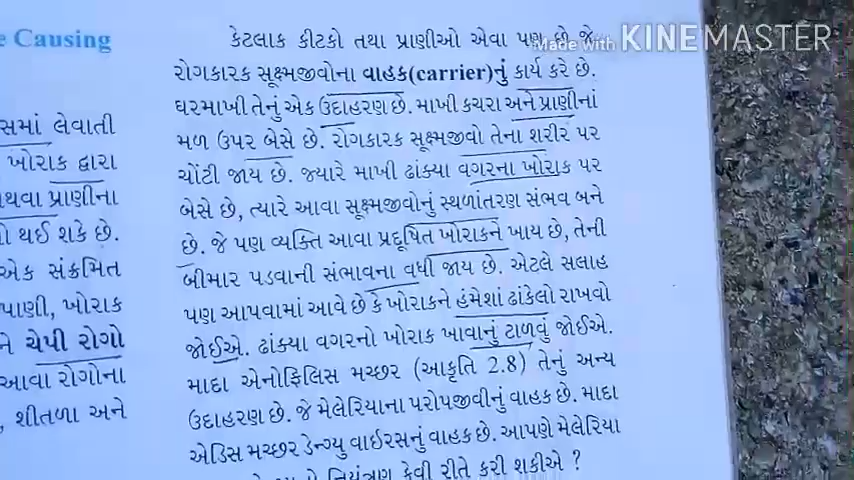 e Causing
સમાં લેવાતી
ખોરાક દ્વારા
થવા પ્રાણીના
ો થઈ શકે છે.
એક સંક્રમિત
પાણી, ખોરાક
ને ચેપી રોગો
આવા રોગોના
, શીતળા અને
કેટલાક કીટકો તથા પ્રાણીઓ એવા પણ છે જે
રોગકારક સૂક્ષ્મજીવોના વાહક(carrier)નું કાર્ય કરે છે.
ઘરમાખી તેનું એક ઉદાહરણ છે. માખી કચરા અને પ્રાણીનાં
મળ ઉપર બેસે છે. રોગકારક સૂક્ષ્મજીવો તેના શરીર પર
ચોંટી જાય છે. જ્યારે માખી ઢાંક્યા વગરના ખોરાક પર
બેસે છે, ત્યારે આવા સૂક્ષ્મજીવોનું સ્થળાંતરણ સંભવ બને
છે. જે પણ વ્યક્તિ આવા પ્રદૂષિત ખોરાકને ખાય છે, તેની
બીમાર પડવાની સંભાવના વધી જાય છે. એટલે સલાહ
પણ આપવામાં આવે છે કે ખોરાકને હંમેશાં ઢાંકેલો રાખવો
જોઈએ. ઢાંક્યા વગરનો ખોરાક ખાવાનું ટાળવું જોઈએ.
માદા એનોફિલિસ મચ્છર (આકૃતિ 2.8) તેનું અન્ય
ઉદાહરણ છે. જે મેલેરિયાના પરોપજીવીનું વાહક છે. માદા
એડિસ મચ્છર ડેન્ગ્યુ વાઈરસનું વાહક છે. આપણે મેલેરિયા
નિયંત્રણ કેવી રીતે કરી શકીએ ?
Made with KINEMASTER